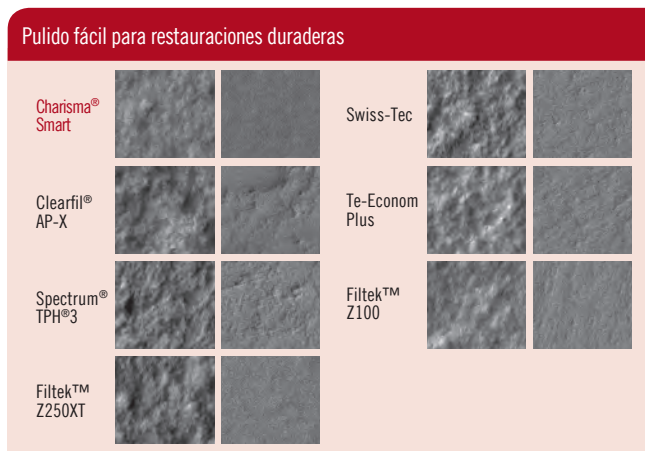 Pulido fácil para restauraciones duraderas
Charisma®
Smart
Clearfil®
AP-X
Spectrum®
TPH®3
Filtek™
Z250XT
Swiss-Tec
Te-Econom
Plus
Filtek™
Z100